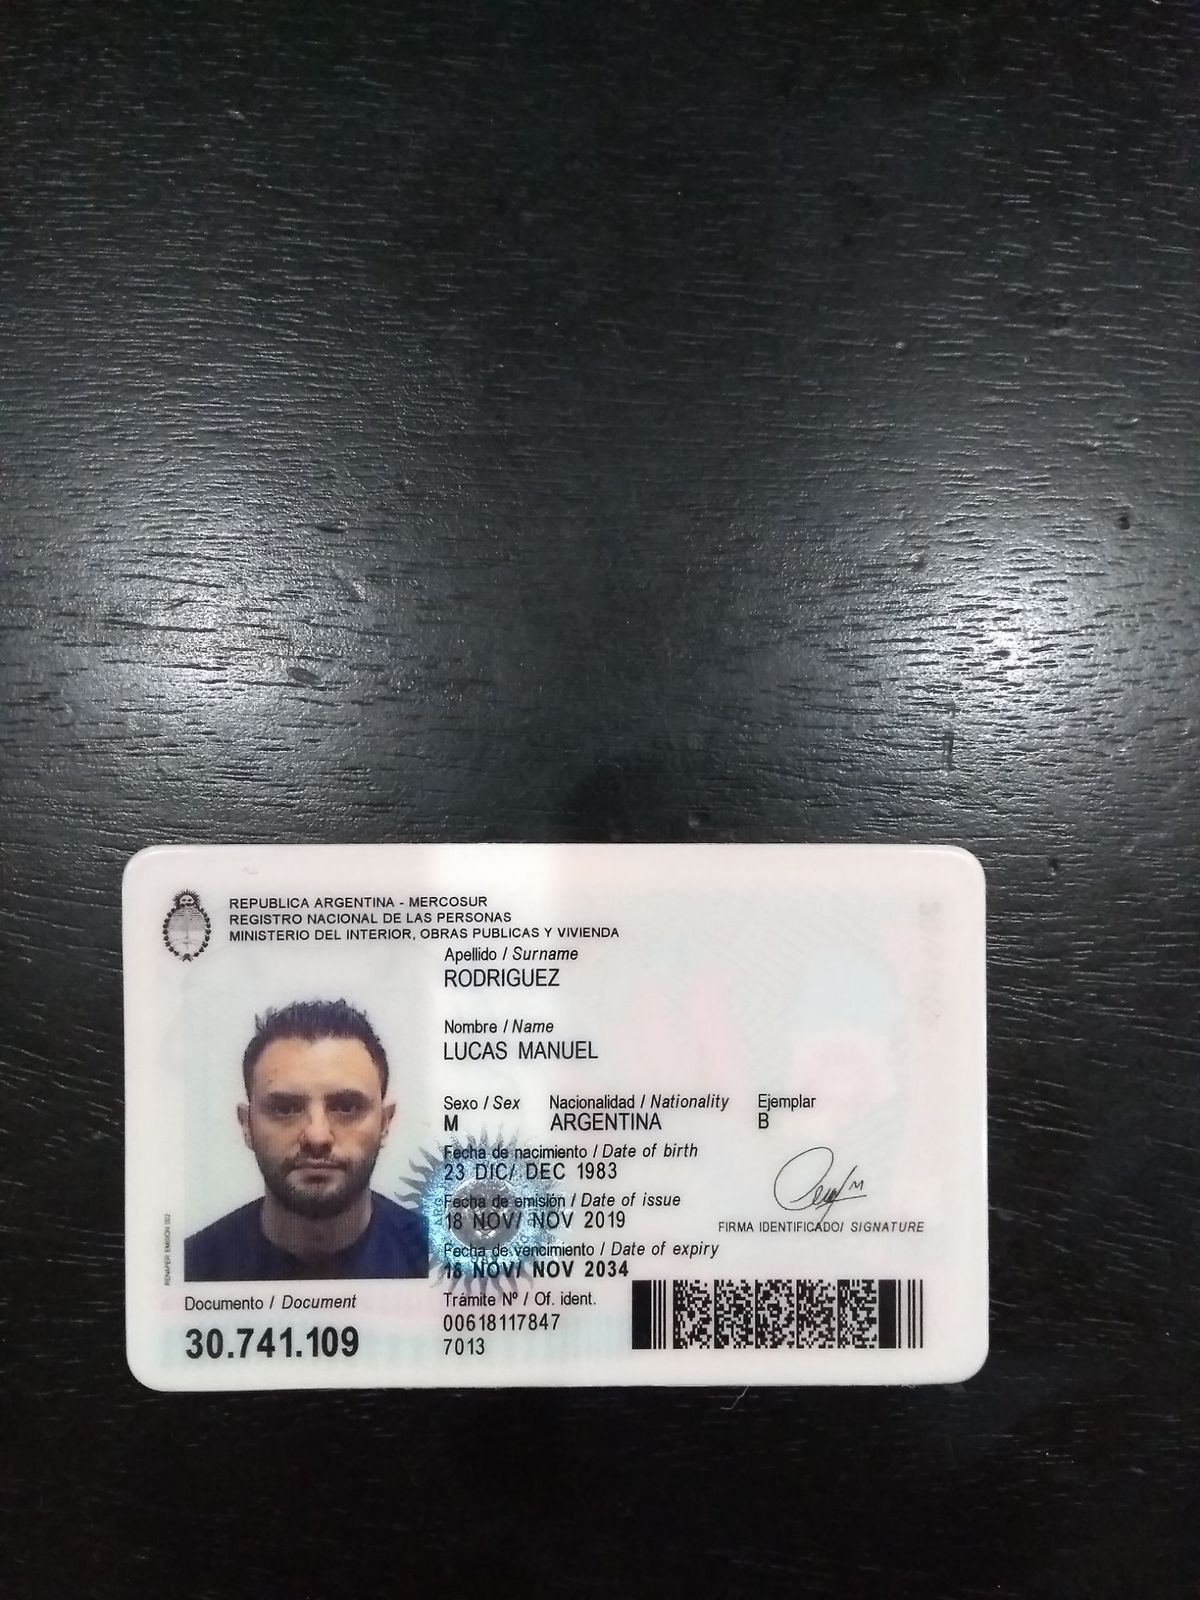 REPUBLICA ARGENTINA - MERCOSUR
REGISTRO NACIONAL DE LAS PERSONAS
MINISTERIO DEL INTERIOR, OBRAS PUBLICAS Y VIVIENDA
Apellido / Surname
RODRIGUEZ
Nombre / Name
LUCAS MANUEL
Sexo / Sex Nacionalidad / Nationality Ejemplar
M ARGENTINA B
Fecha de nacimiento / Date of birth
23 DIC/ DEC 1983
Fecha de emisión / Date of issue
18 NOV/ NOV 2019
FIRMA IDENTIFICADO/ SIGNATURE
Fecha de vencimiento / Date of expiry
18 NOV/ NOV 2034
Documento / Document
30.741.109
Trámite Nº / Of. ident.
00618117847
7013